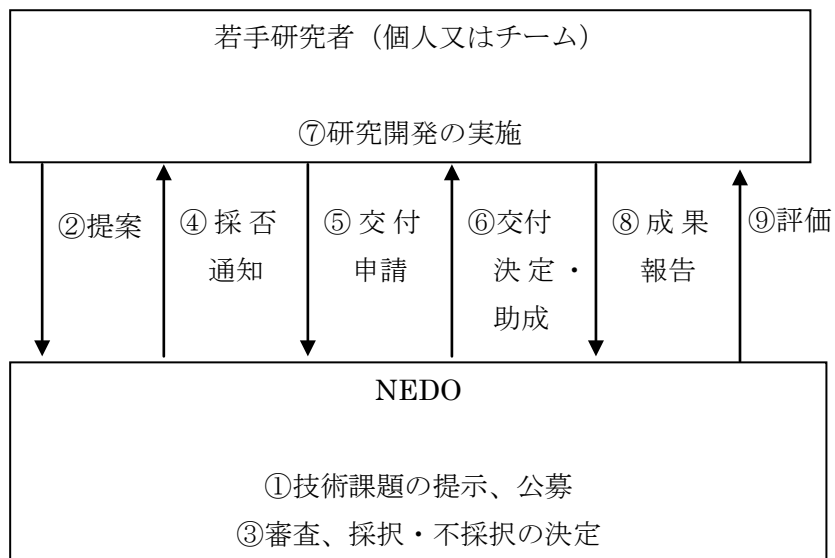 若手研究者（個人又はチーム）
⑦研究開発の実施
②提案
④採否
通知
⑤交付
申請
⑥交付
決定・
助成
⑧成果
報告
⑨評価
NEDO
①技術課題の提示、公募
③審査、採択・不採択の決定